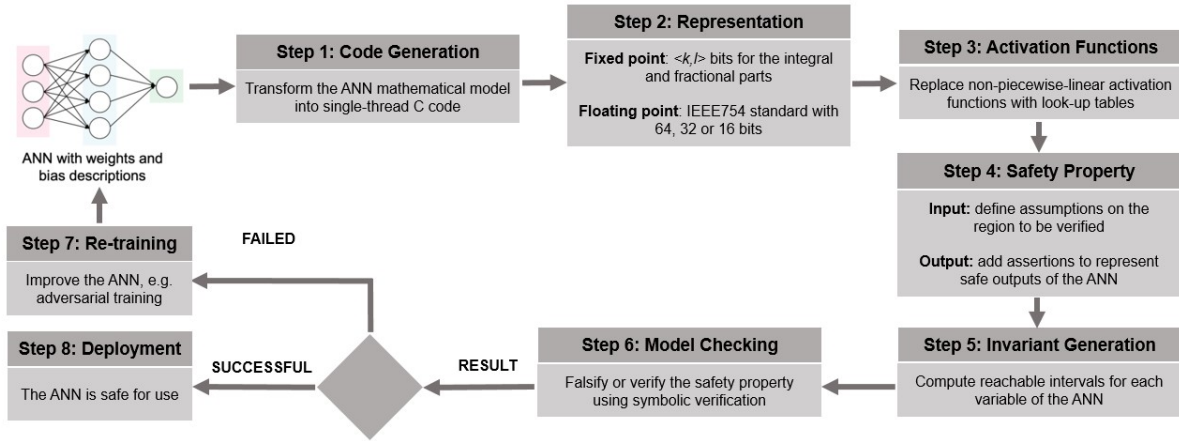 ANN with weights and
bias descriptions
Step 1: Code Generation
Transform the ANN mathematical model
into single-thread C code
Step 2: Representation
Fixed point: <k,l> bits for the integral
and fractional parts
Floating point: IEEE754 standard with
64, 32 or 16 bits
Step 3: Activation Functions
Replace non-piecewise-linear activation
functions with look-up tables
Step 4: Safety Property
Input: define assumptions on the
region to be verified
Output: add assertions to represent
safe outputs of the ANN
Step 5: Invariant Generation
Compute reachable intervals for each
variable of the ANN
Step 6: Model Checking
Falsify or verify the safety property
using symbolic verification
RESULT
FAILED
SUCCESSFUL
Step 7: Re-training
Improve the ANN, e.g.
adversarial training
Step 8: Deployment
The ANN is safe for use